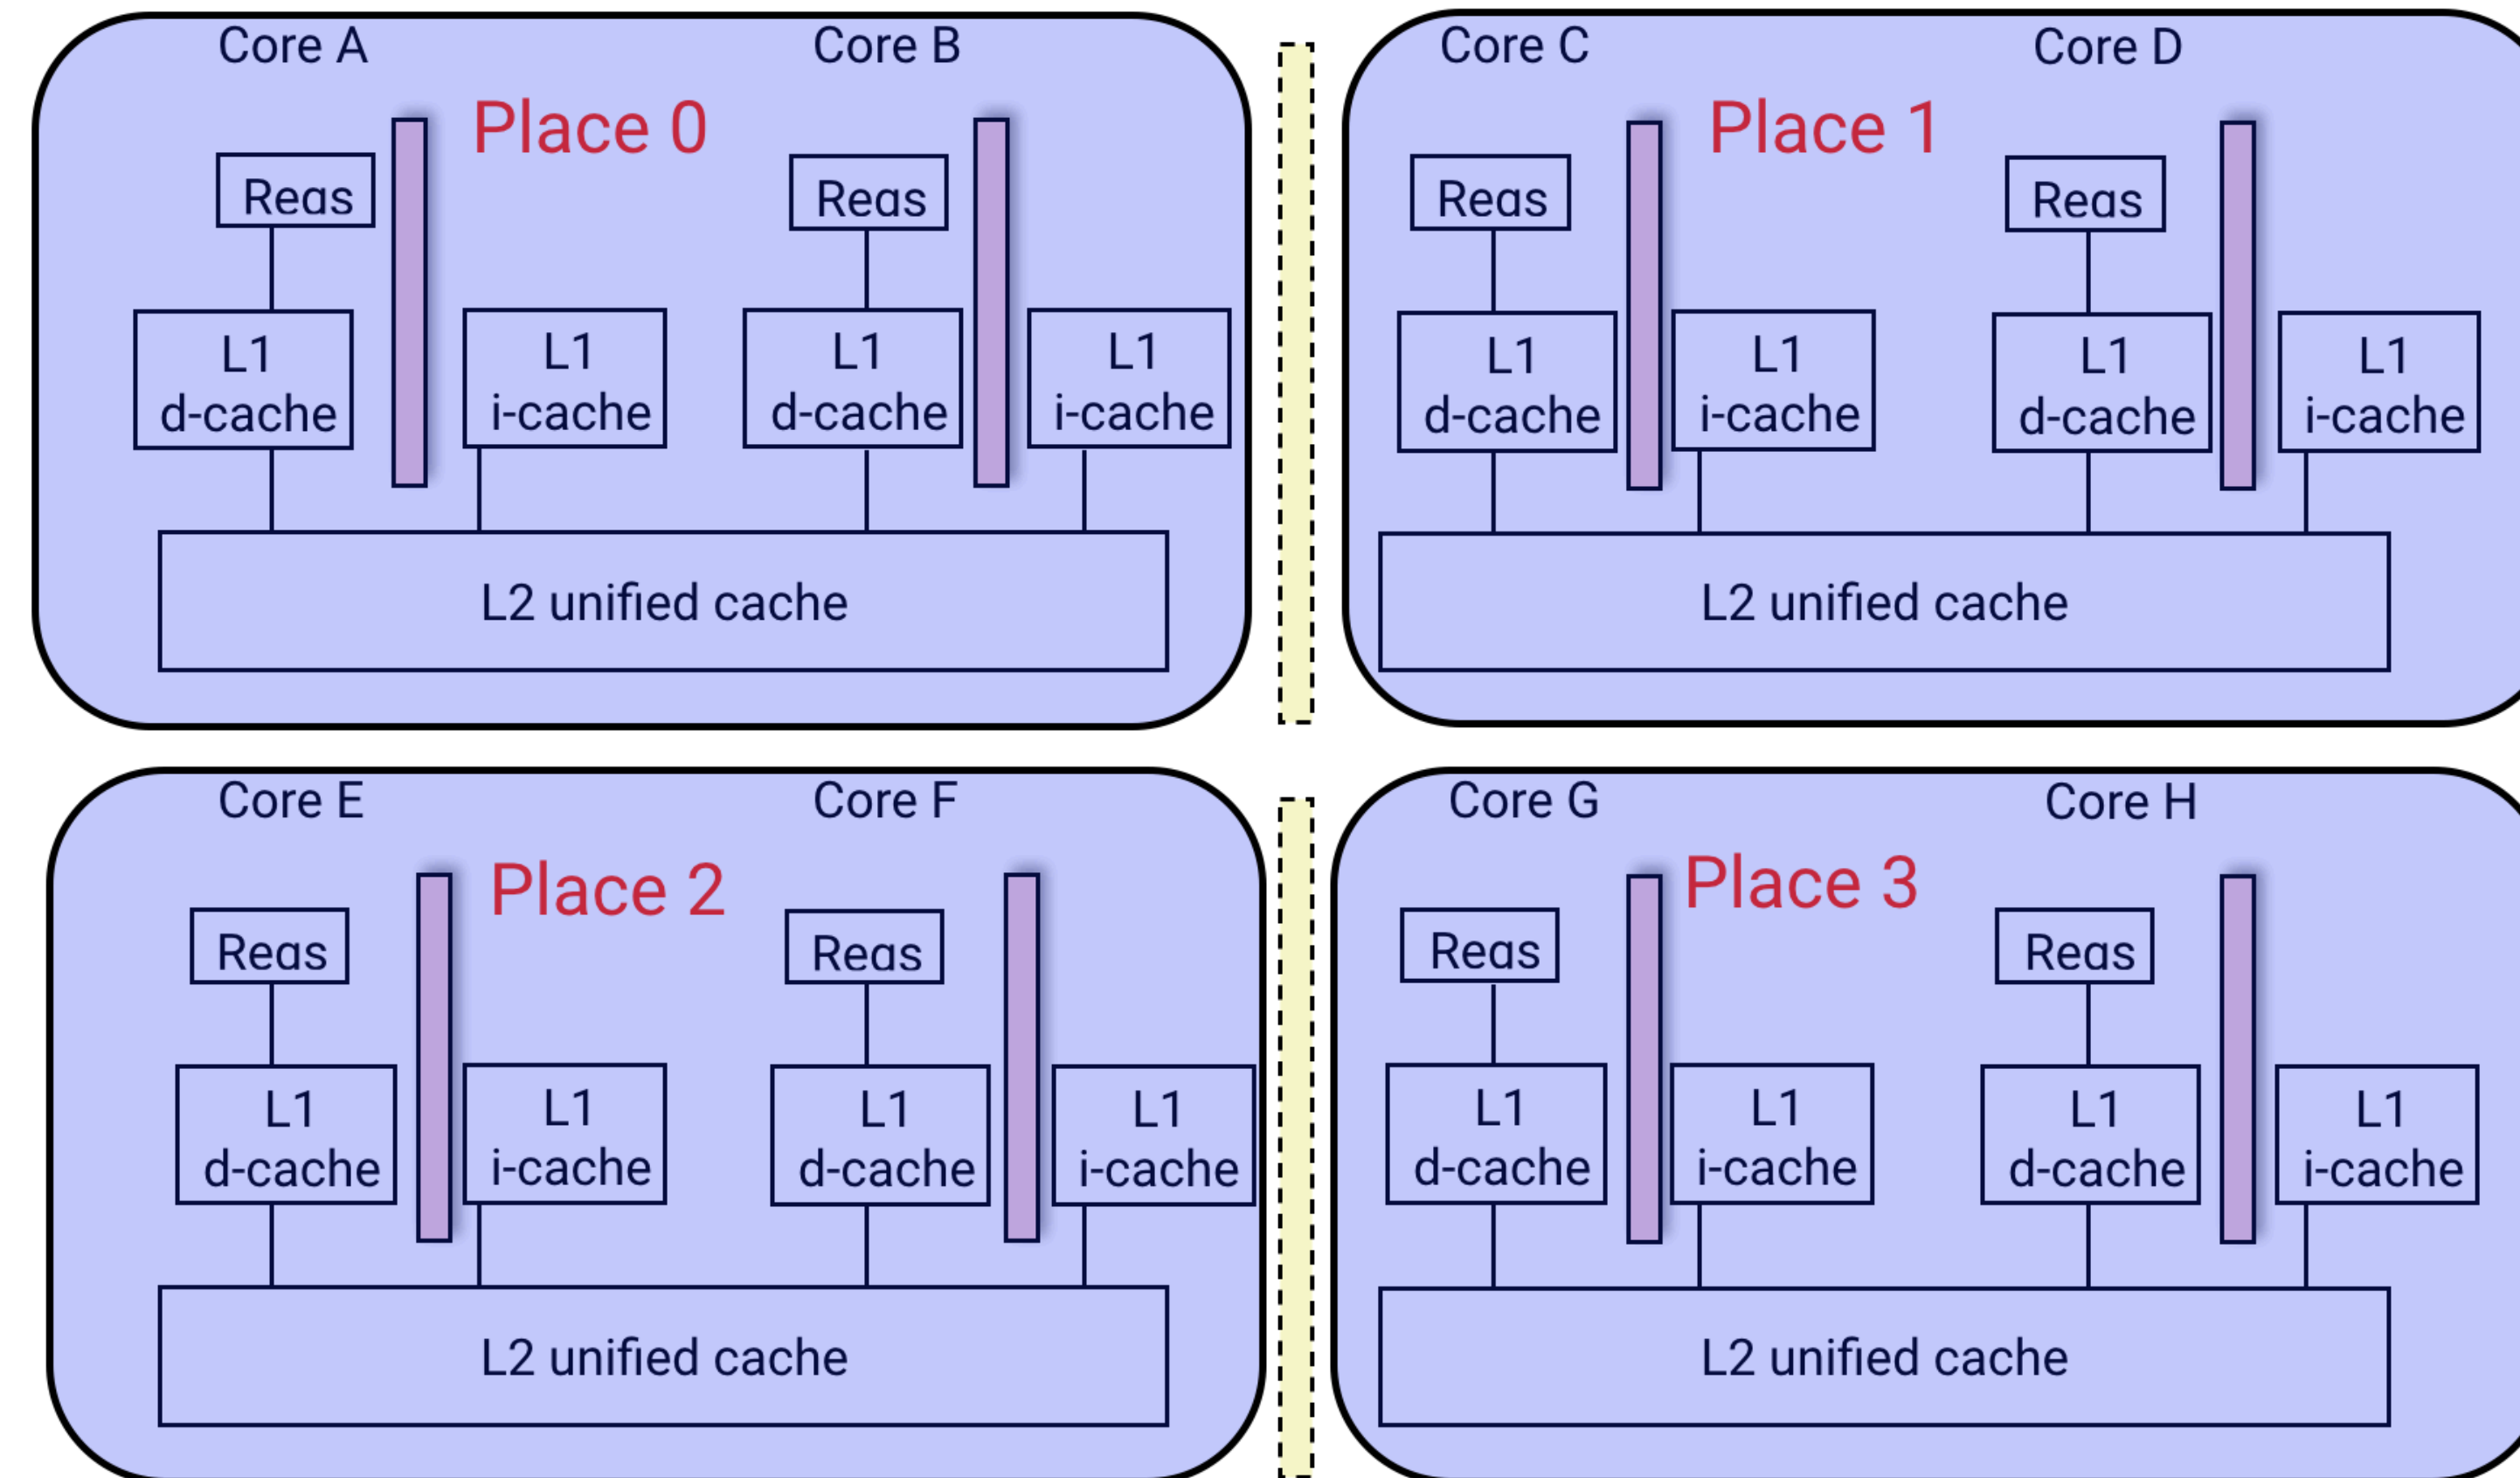 Core A
Core B
Place 0
Regs
Regs
L1
d-cache
L1
i-cache
L1
d-cache
L1
i-cache
L2 unified cache
Core C
Core D
Place 1
Regs
Regs
L1
d-cache
L1
i-cache
L1
d-cache
L1
i-cache
L2 unified cache
Core E
Core F
Place 2
Regs
Regs
L1
d-cache
L1
i-cache
L1
d-cache
L1
i-cache
L2 unified cache
Core G
Core H
Place 3
Regs
Regs
L1
d-cache
L1
i-cache
L1
d-cache
L1
i-cache
L2 unified cache